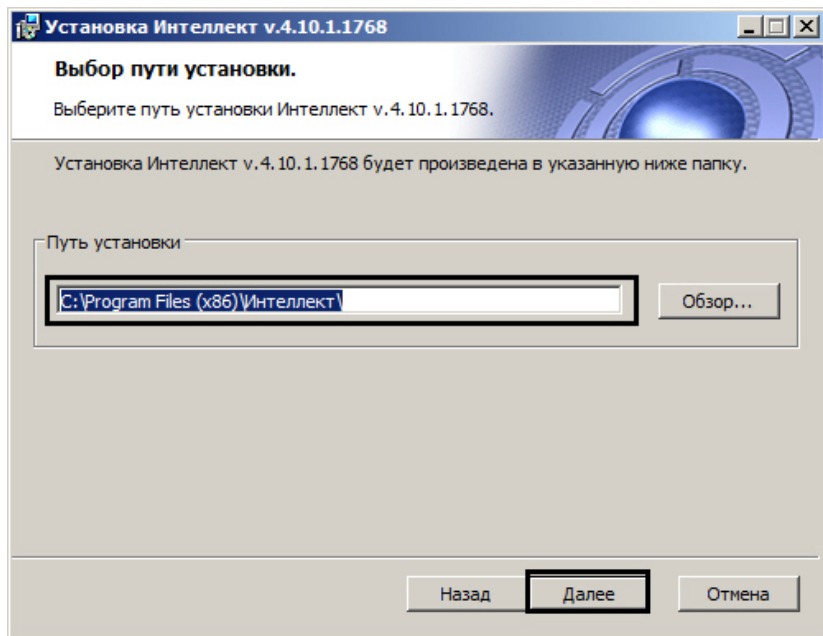 Установка Интеллект v.4.10.1.1768
Выбор пути установки.
Выберите путь установки Интеллект v.4.10.1.1768.
Установка Интеллект v.4.10.1.1768 будет произведена в указанную ниже папку.
Путь установки
C:\Program Files (x86)\Интеллект\
Обзор...
Назад
Далее
Отмена